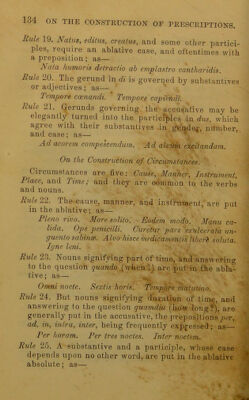 134 ON THE CONSTRUCTION OF PRESCRIPTIONS.
Rule 19. Natus, editus, creatus, and some other partici-
ples, require an ablative case, and oftentimes with
a preposition; as—
Nata humoris detractio ab emplastro cantharidis.
Rule 20. The gerund in di is governed by substantives
or adjectives; as—
Tempore cænandi. Tempore capiendi.
Rule 21. Gerunds governing the accusative may be
elegantly turned into the participles in dus, which
agree with their substantives in gender, number,
and case; as—
Ad acorem compescendum. Ad alvum excitandam.
On the Construction of Circumstances.
Circumstances are five: Cause, Manner, Instrument,
Place, and Time; and they are common to the verbs
and nouns.
Rule 22. The cause, manner, and instrument, are put
in the ablative; as—
Pleno rivo. More solito. Eodem modo. Manu ca-
lida. Ope penicilli. Curetur pars exulcerata un-
guento sabinæ. Alvo hisce medicamentis liberè soluta.
Igne leni.
Rule 23. Nouns signifying part of time, and answering
to the question quando (when?) are put in the abla-
tive; as—
Omni nocte. Sextis horis. Tempore matutino.
Rule 24. But nouns signifying duration of time, and
answering to the question quamdiu (how long?), are
generally put in the accusative, the prepositions per,
ad, in, intra, inter, being frequently expressed; as—
Per horam. Per tres noctes. Inter noctem.
Rule 25. A substantive and a participle, whose case
depends upon no other word, are put in the ablative
absolute; as—